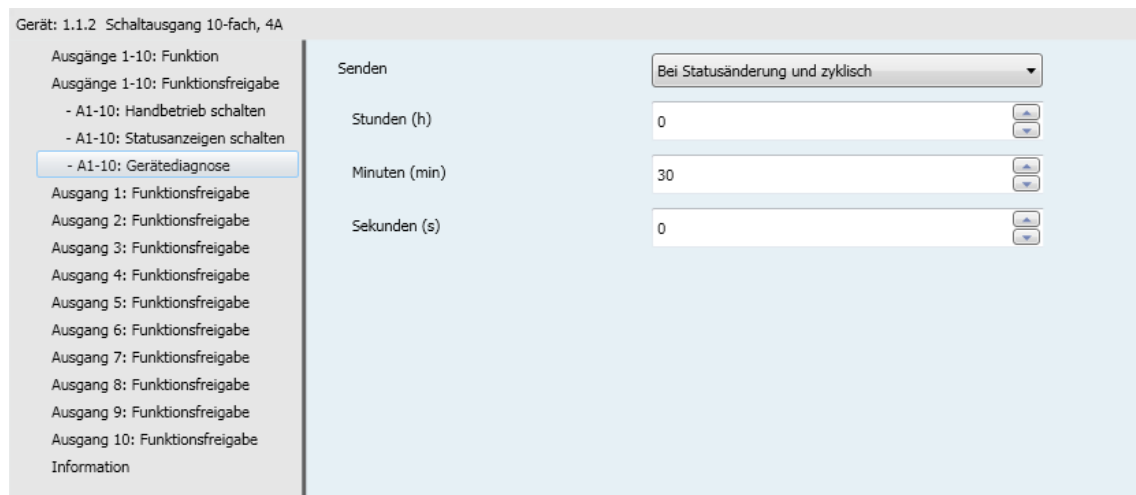 Gerät: 1.1.2 Schaltausgang 10-fach, 4A
Ausgänge 1-10: Funktion
Ausgänge 1-10: Funktionsfreigabe
- A1-10: Handbetrieb schalten
- A1-10: Statusanzeigen schalten
- A1-10: Gerätediagnose
Ausgang 1: Funktionsfreigabe
Ausgang 2: Funktionsfreigabe
Ausgang 3: Funktionsfreigabe
Ausgang 4: Funktionsfreigabe
Ausgang 5: Funktionsfreigabe
Ausgang 6: Funktionsfreigabe
Ausgang 7: Funktionsfreigabe
Ausgang 8: Funktionsfreigabe
Ausgang 9: Funktionsfreigabe
Ausgang 10: Funktionsfreigabe
Information
Senden Bei Statusänderung und zyklisch
Stunden (h) 0
Minuten (min) 30
Sekunden (s) 0